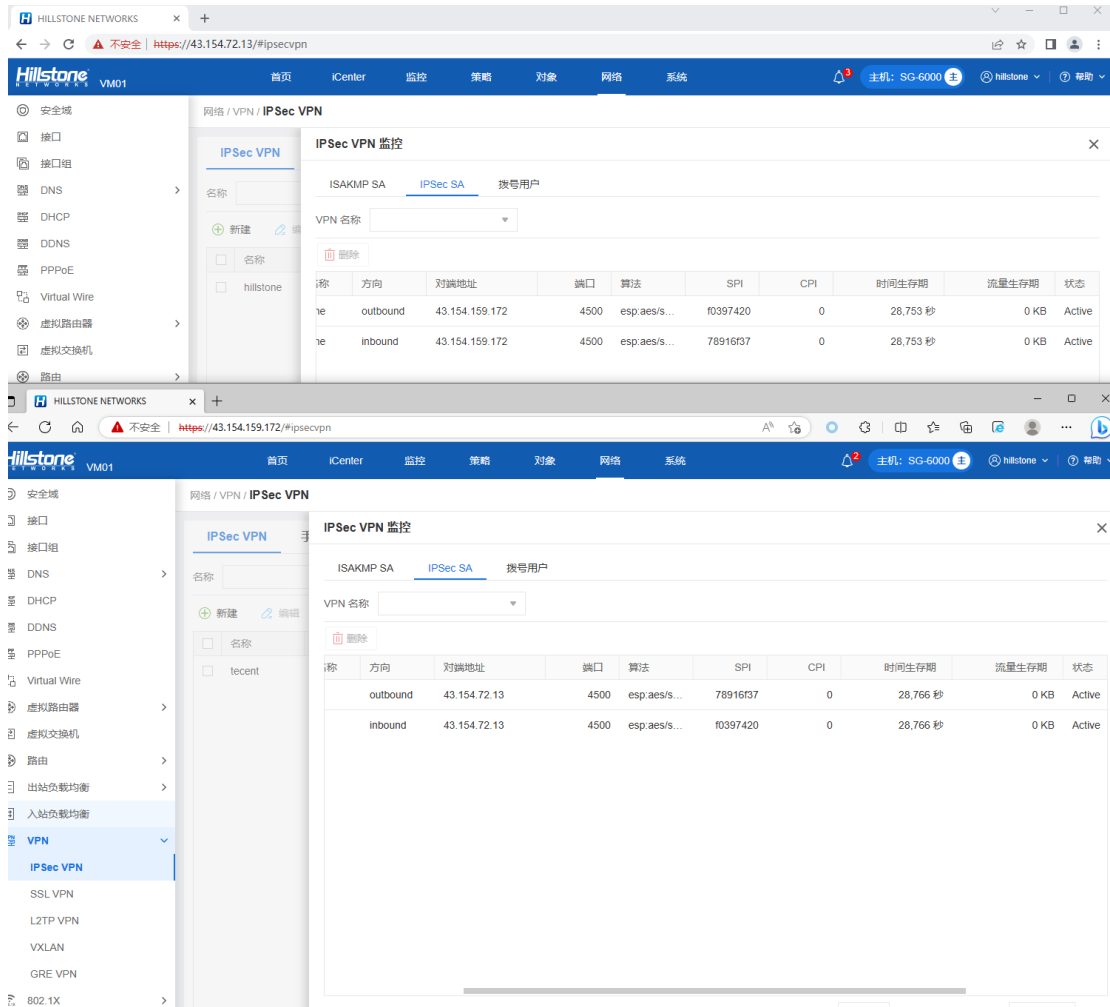 HILLSTONE NETWORKS
不安全 https://43.154.72.13/#ipsecvpn
Hillstone NETWORKS VM01 首页 iCenter 监控 策略 对象 网络 系统 3 主机: SG-6000 主 hillstone 帮助
安全域 网络 / VPN / IPSec VPN
接口 IPSec VPN IPSec VPN 监控
接口组 ISAKMP SA IPSec SA 拨号用户
DNS 名称 VPN 名称
DHCP 新建 编
DDNS 删除
名称 名称 方向 对端地址 端口 算法 SPI CPI 时间生存期 流量生存期 状态
PPPoE
Virtual Wire hillstone ne outbound 43.154.159.172 4500 esp:aes/s... f0397420 0 28,753 秒 0 KB Active
虚拟路由器 ne inbound 43.154.159.172 4500 esp:aes/s... 78916f37 0 28,753 秒 0 KB Active
虚拟交换机
路由
HILLSTONE NETWORKS
不安全 https://43.154.159.172/#ipsecvpn
Hillstone NETWORKS VM01 首页 iCenter 监控 策略 对象 网络 系统 2 主机: SG-6000 主 hillstone 帮助
安全域 网络 / VPN / IPSec VPN
接口 IPSec VPN 手 IPSec VPN 监控
接口组 ISAKMP SA IPSec SA 拨号用户
DNS 名称 VPN 名称
DHCP 新建 编辑
DDNS 删除
PPPoE 名称 名称 方向 对端地址 端口 算法 SPI CPI 时间生存期 流量生存期 状态
Virtual Wire tecent outbound 43.154.72.13 4500 esp:aes/s... 78916f37 0 28,766 秒 0 KB Active
虚拟路由器 inbound 43.154.72.13 4500 esp:aes/s... f0397420 0 28,766 秒 0 KB Active
虚拟交换机
路由
出站负载均衡
入站负载均衡
VPN
IPSec VPN
SSL VPN
L2TP VPN
VXLAN
GRE VPN
802.1X